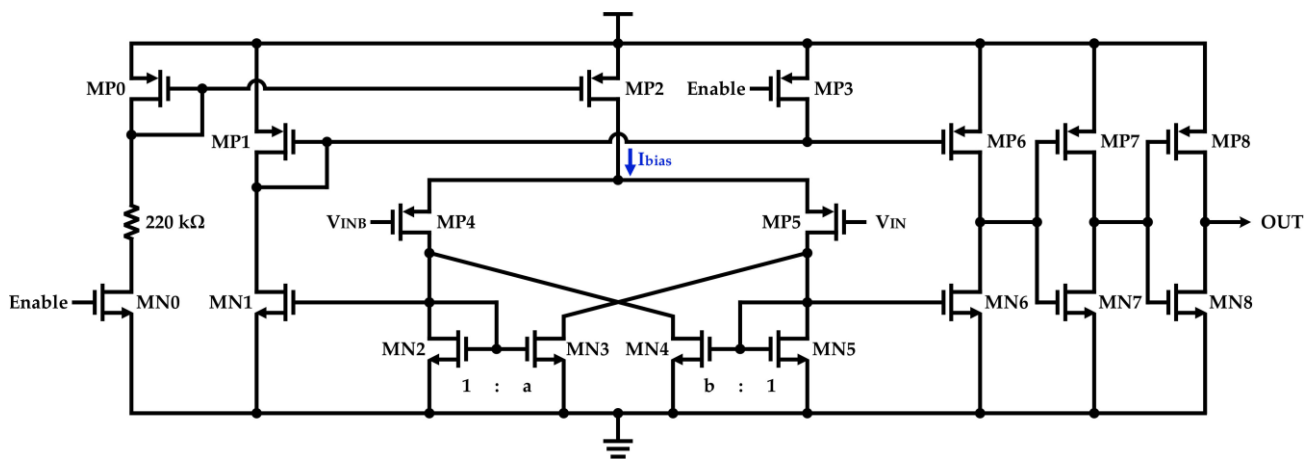 MP0
MP2
Enable
MP3
MP1
MP6
MP7
MP8
Ibias
220 kΩ
VINB
MP4
MP5
VIN
OUT
Enable
MN0
MN1
MN6
MN7
MN8
MN2
MN3
MN4
MN5
1 : a
b : 1